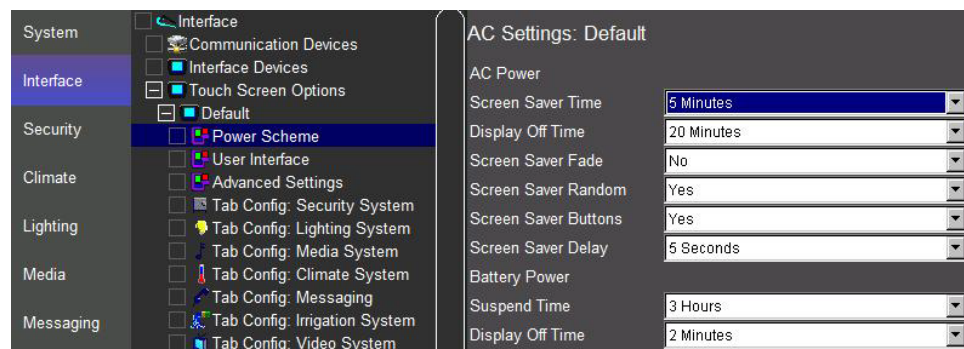 System
Interface
Security
Climate
Lighting
Media
Messaging
Interface
Communication Devices
Interface Devices
Touch Screen Options
Default
Power Scheme
User Interface
Advanced Settings
Tab Config: Security System
Tab Config: Lighting System
Tab Config: Media System
Tab Config: Climate System
Tab Config: Messaging
Tab Config: Irrigation System
Tab Config: Video System
AC Settings: Default
AC Power
Screen Saver Time 5 Minutes
Display Off Time 20 Minutes
Screen Saver Fade No
Screen Saver Random Yes
Screen Saver Buttons Yes
Screen Saver Delay 5 Seconds
Battery Power
Suspend Time 3 Hours
Display Off Time 2 Minutes